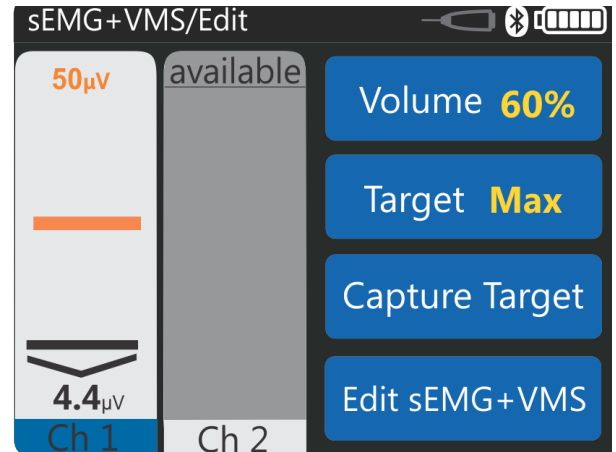 sEMG+VMS/Edit
50µV
available
Volume 60%
Target Max
Capture Target
4.4µV
Edit sEMG+VMS
Ch 1
Ch 2